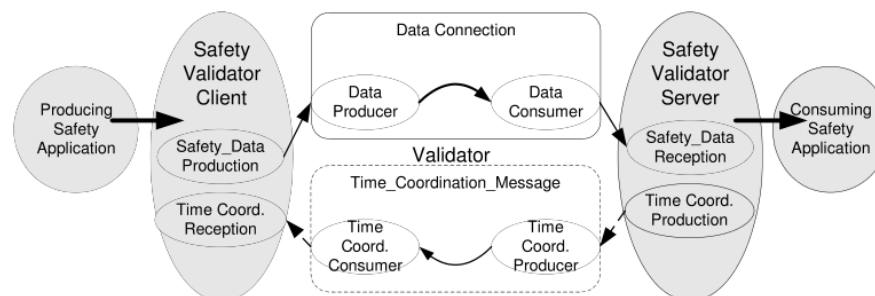 Producing
Safety
Application
Safety
Validator
Client
Safety_Data
Production
Time Coord.
Reception
Data Connection
Data
Producer
Data
Consumer
Validator
Time_Coordination_Message
Time
Coord.
Consumer
Time
Coord.
Producer
Safety
Validator
Server
Safety_Data
Reception
Time Coord.
Production
Consuming
Safety
Application